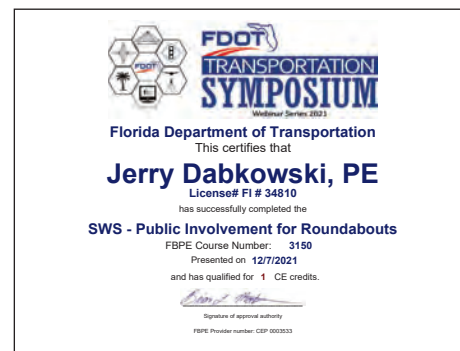 FDOT
TRANSPORTATION
SYMPOSIUM
Webinar Series 2021
FDOT
Florida Department of Transportation
This certifies that
Jerry Dabkowski, PE
License# Fl # 34810
has successfully completed the
SWS - Public Involvement for Roundabouts
FBPE Course Number: 3150
Presented on 12/7/2021
and has qualified for 1 CE credits.
Signature of approval authority
FBPE Provider number: CEP 0003533